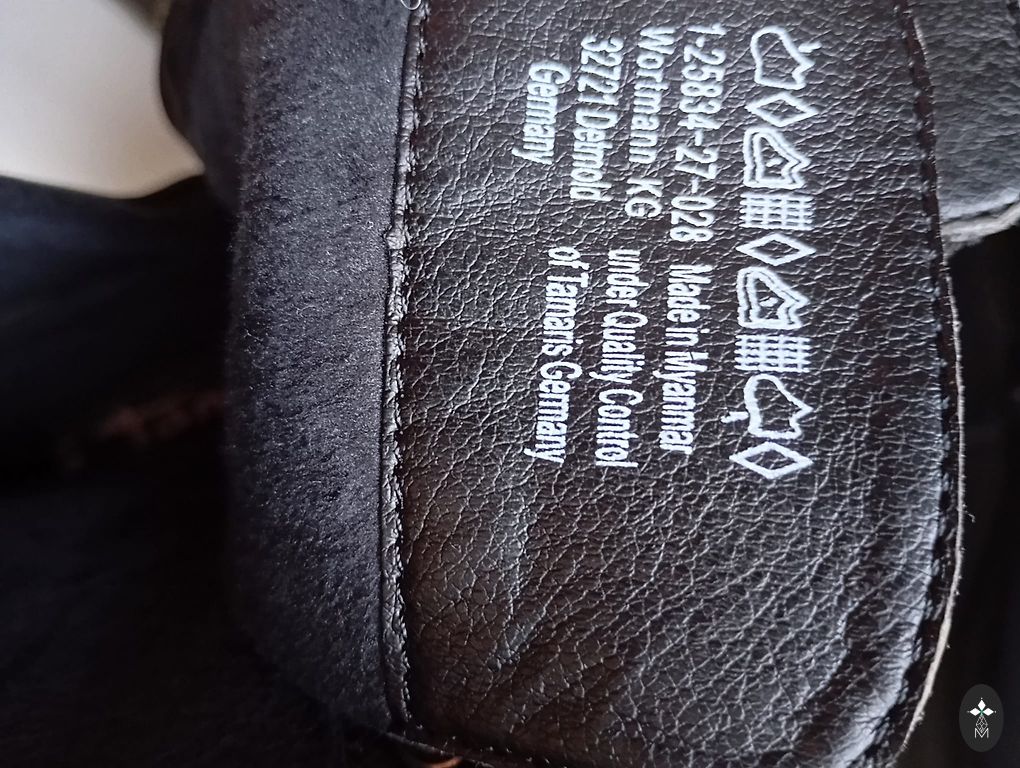 1-25834-27-028 Made in Myanmar
Wortmann KG under Quality Control
32721 Detmold of Tamaris Germany
Germany
M